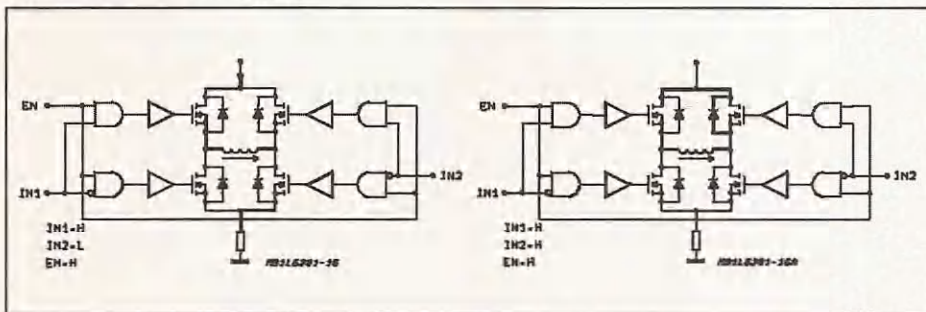 EN
IN1
IN2
IN1=H
IN2=L
EN=H
EN
IN1
IN2
IN1=H
IN2=H
EN=H